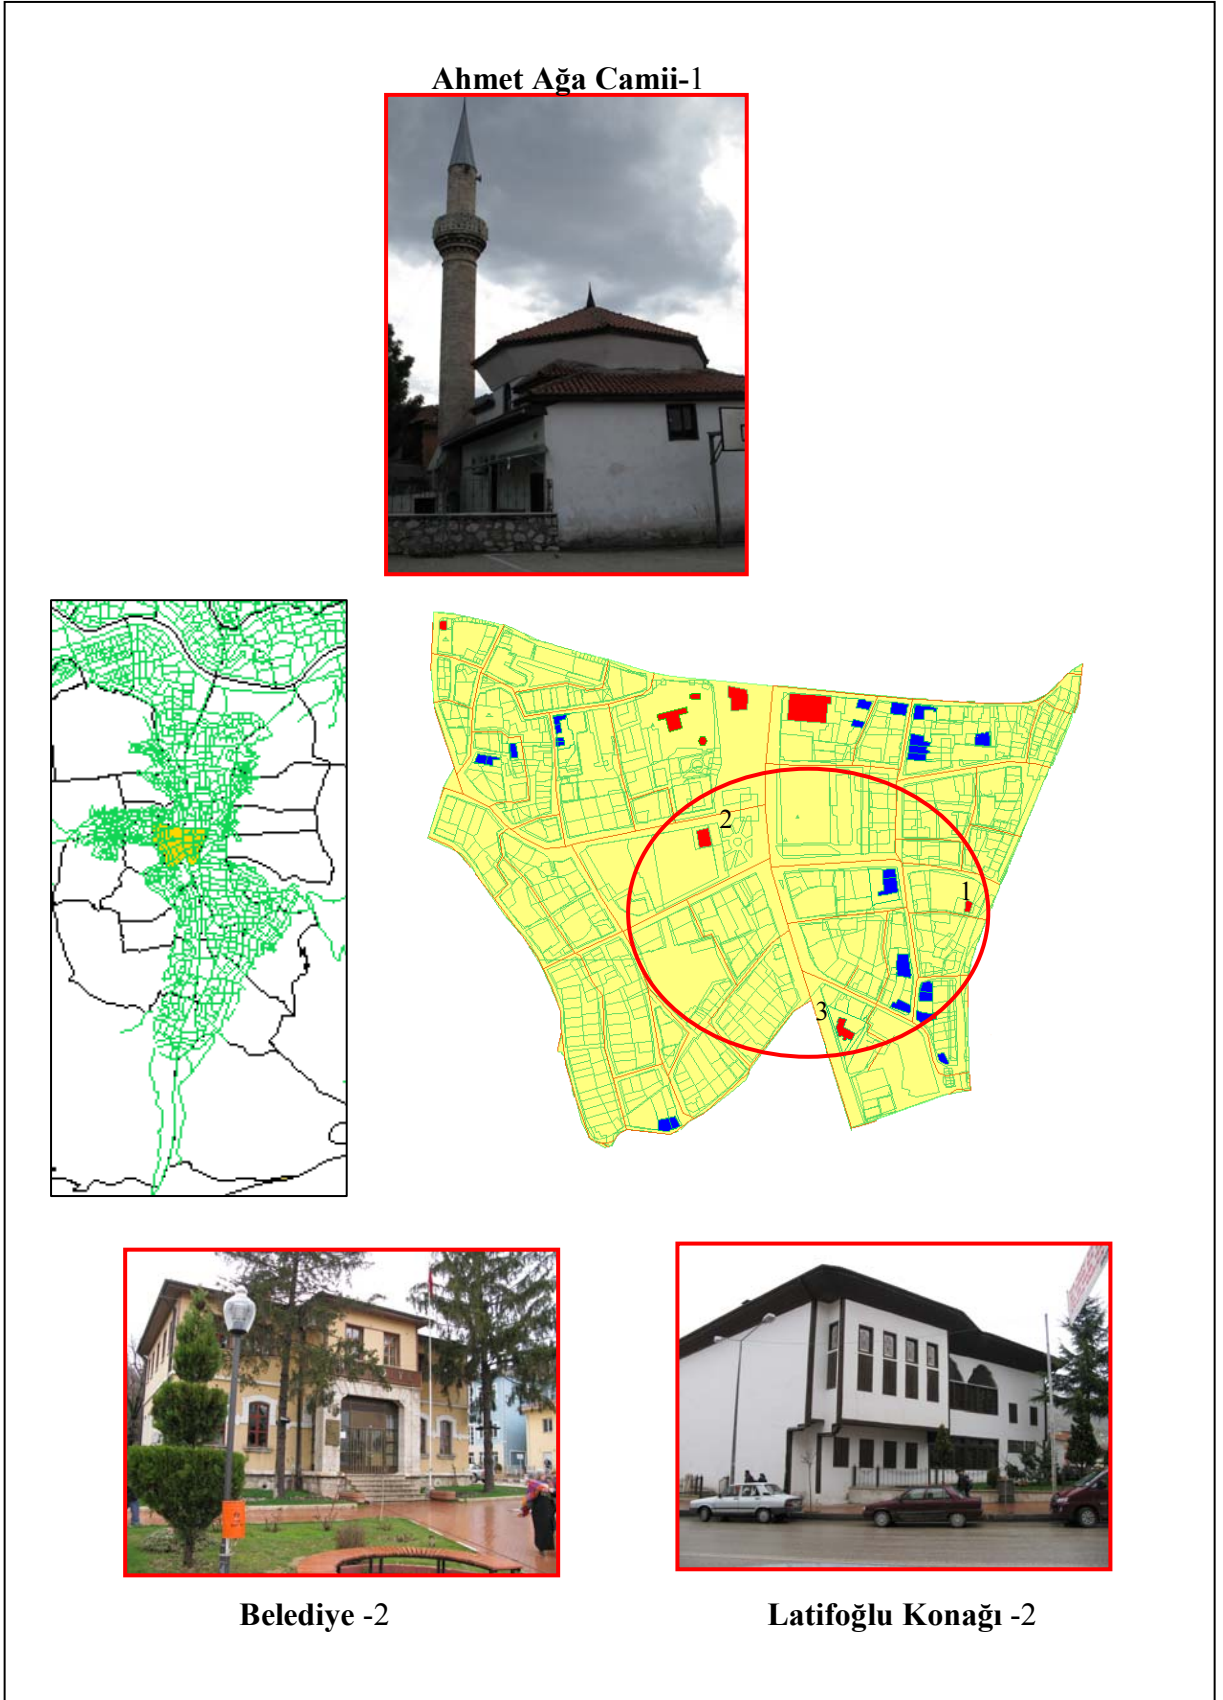 Ahmet Ağa Camii-1
2
1
3
Belediye -2
Latifoğlu Konağı -2